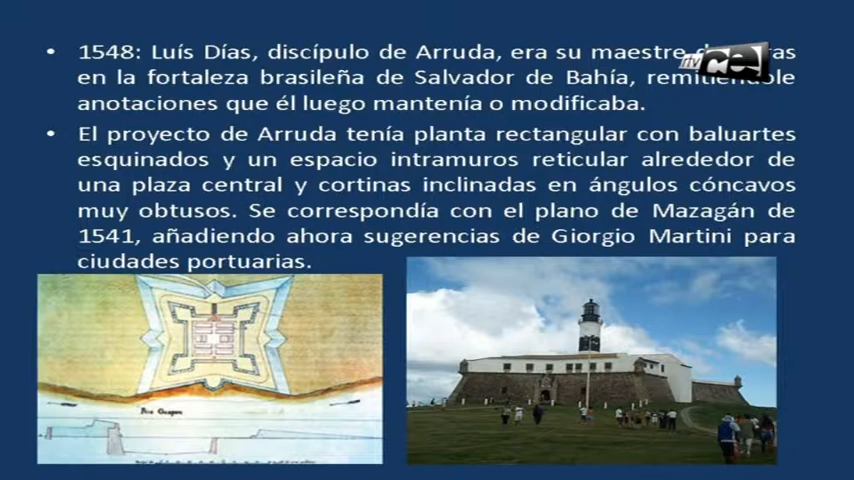 • 1548: Luís Días, discípulo de Arruda, era su maestre
en la fortaleza brasileña de Salvador de Bahía,
anotaciones que él luego mantenía o modificaba.
• El proyecto de Arruda tenía planta rectangular con baluartes
esquinados y un espacio intramuros reticular alrededor de
una plaza central y cortinas inclinadas en ángulos cóncavos
muy obtusos. Se correspondía con el plano de Mazagán de
1541, añadiendo ahora sugerencias de Giorgio Martini para
ciudades portuarias.
rtv cel